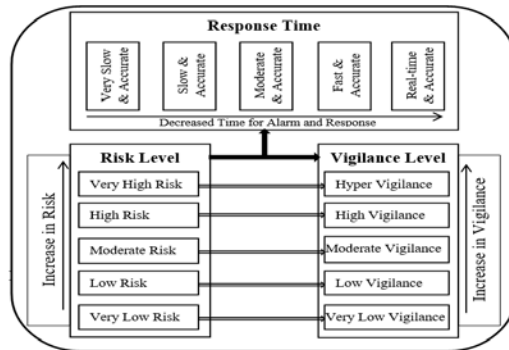 Response Time
Very Slow
& Accurate
Slow &
Accurate
Moderate
& Accurate
Fast &
Accurate
Real-time
& Accurate
Decreased Time for Alarm and Response
Increase in Risk
Risk Level
Very High Risk
High Risk
Moderate Risk
Low Risk
Very Low Risk
Vigilance Level
Hyper Vigilance
High Vigilance
Moderate Vigilance
Low Vigilance
Very Low Vigilance
Increase in Vigilance